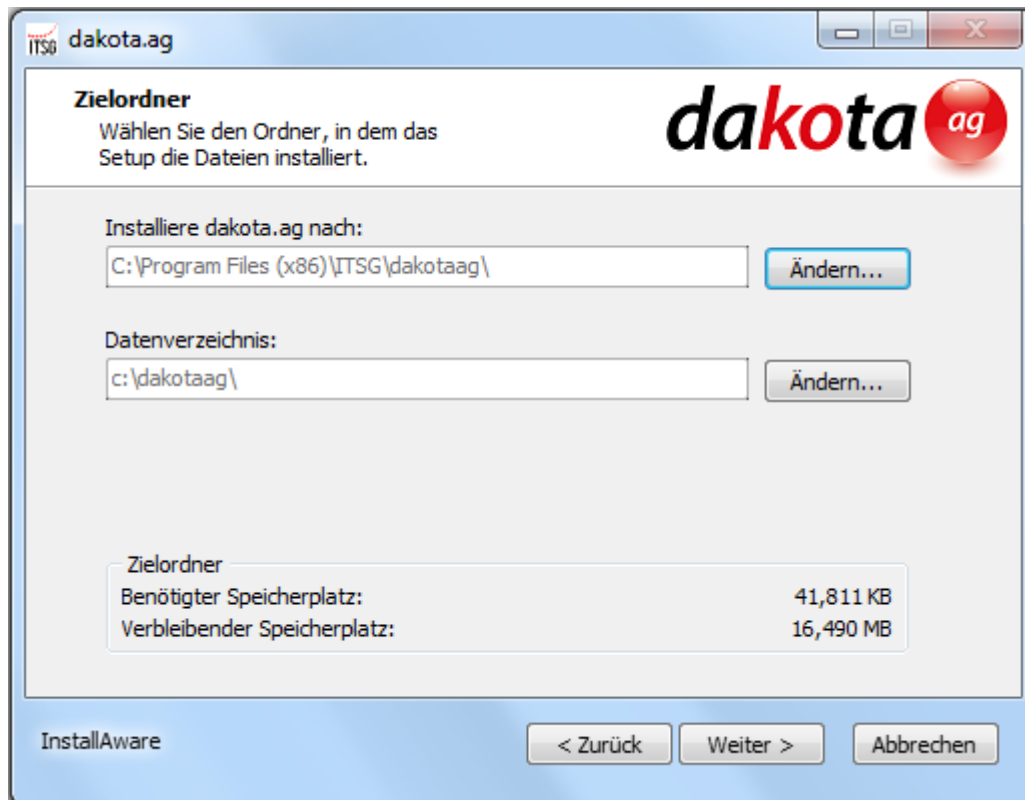 ITSG dakota.ag
Zielordner
Wählen Sie den Ordner, in dem das
Setup die Dateien installiert.
dakota ag
Installiere dakota.ag nach:
C:\Program Files (x86)\ITSG\dakotaag\
Ändern...
Datenverzeichnis:
c:\dakotaag\
Ändern...
Zielordner
Benötigter Speicherplatz: 41,811 KB
Verbleibender Speicherplatz: 16,490 MB
InstallAware
< Zurück
Weiter >
Abbrechen